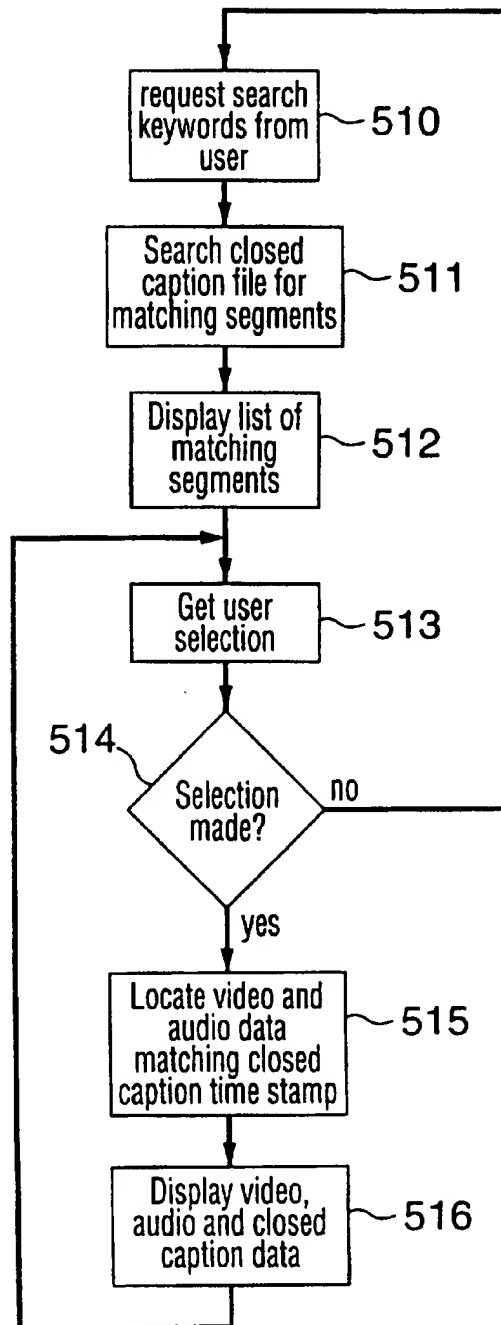 request search
keywords from
user
510
Search closed
caption file for
matching segments
511
Display list of
matching
segments
512
Get user
selection
513
514
Selection
made?
no
yes
Locate video and
audio data
matching closed
caption time stamp
515
Display video,
audio and closed
caption data
516